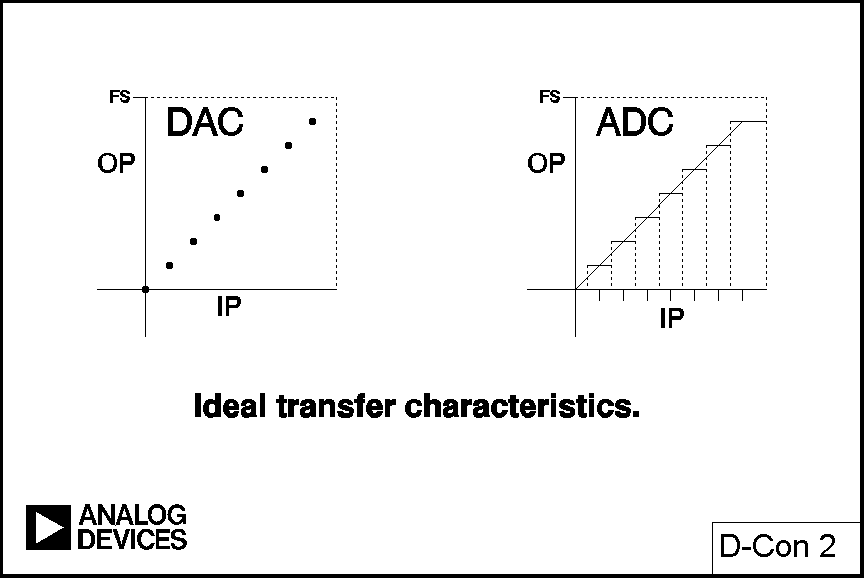 FS
DAC
OP
IP
FS
ADC
OP
IP
Ideal transfer characteristics.
ANALOG
DEVICES
D-Con 2